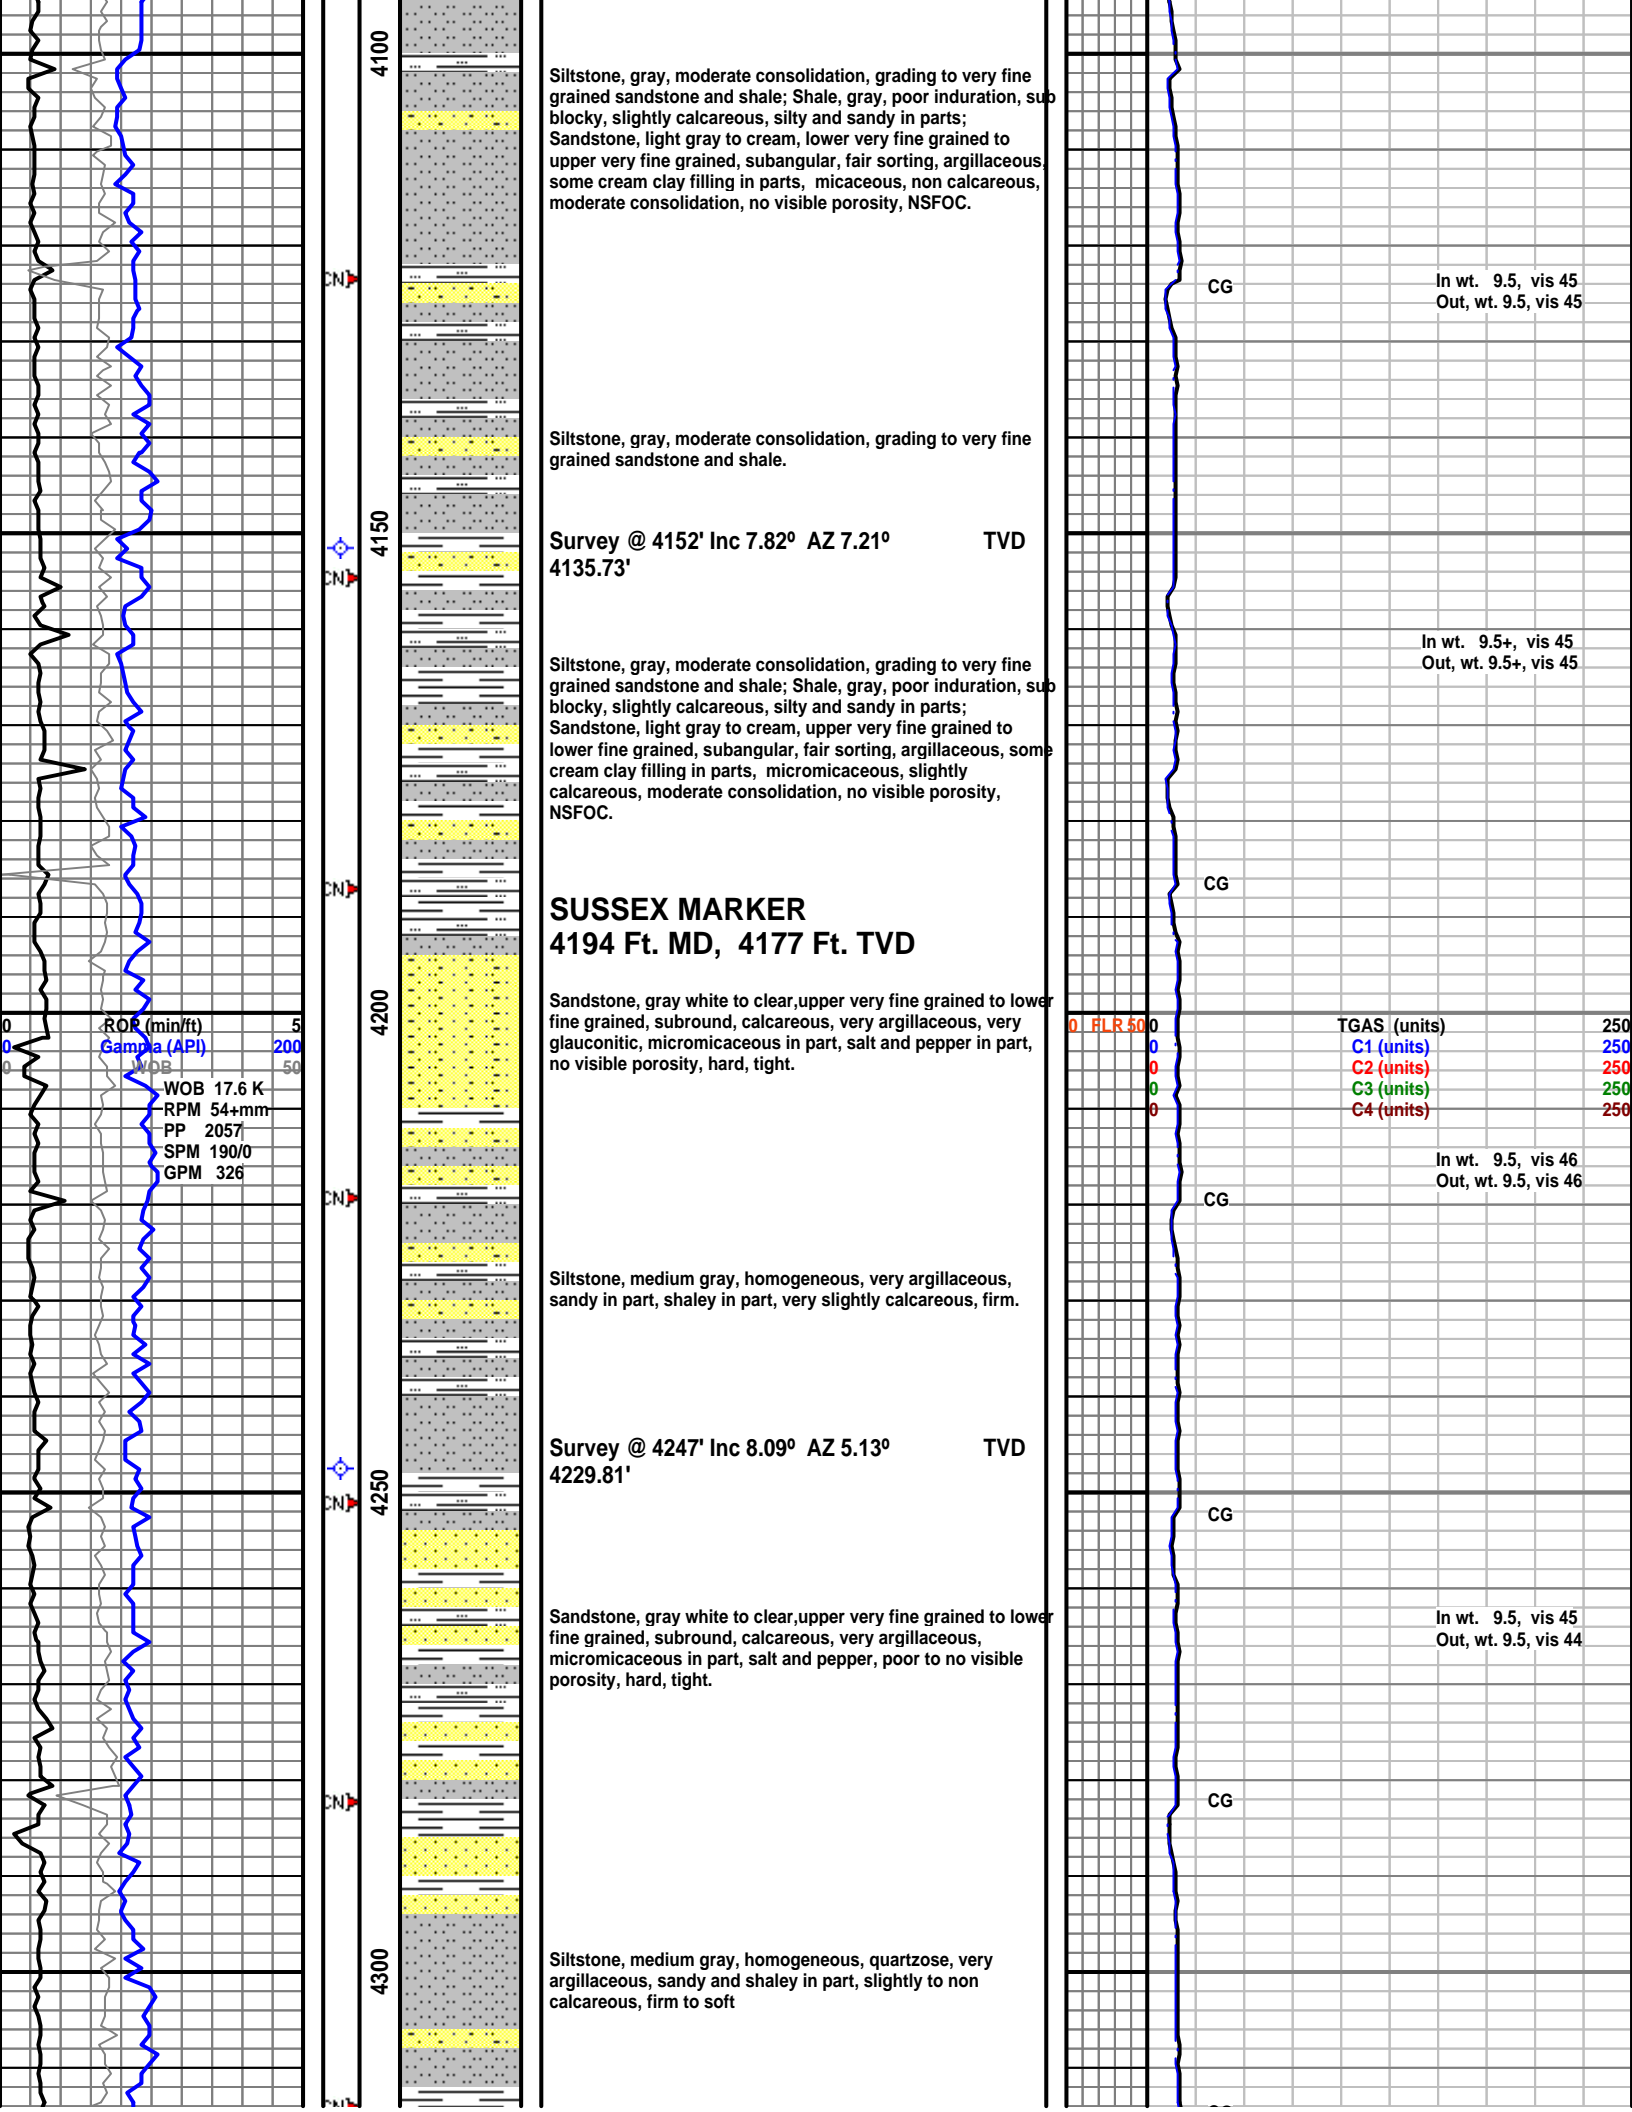 4100
Siltstone, gray, moderate consolidation, grading to very fine
grained sandstone and shale; Shale, gray, poor induration, sub
blocky, slightly calcareous, silty and sandy in parts;
Sandstone, light gray to cream, lower very fine grained to
upper very fine grained, subangular, fair sorting, argillaceous,
some cream clay filling in parts, micaceous, non calcareous,
moderate consolidation, no visible porosity, NSFOC.
CN
CG
In wt. 9.5, vis 45
Out, wt. 9.5, vis 45
Siltstone, gray, moderate consolidation, grading to very fine
grained sandstone and shale.
4150
Survey @ 4152' Inc 7.82º AZ 7.21º TVD
4135.73'
CN
In wt. 9.5+, vis 45
Out, wt. 9.5+, vis 45
Siltstone, gray, moderate consolidation, grading to very fine
grained sandstone and shale; Shale, gray, poor induration, sub
blocky, slightly calcareous, silty and sandy in parts;
Sandstone, light gray to cream, upper very fine grained to
lower fine grained, subangular, fair sorting, argillaceous, some
cream clay filling in parts, micromicaceous, slightly
calcareous, moderate consolidation, no visible porosity,
NSFOC.
CN
CG
SUSSEX MARKER
4194 Ft. MD, 4177 Ft. TVD
4200
Sandstone, gray white to clear,upper very fine grained to lower
fine grained, subround, calcareous, very argillaceous, very
glauconitic, micromicaceous in part, salt and pepper in part,
no visible porosity, hard, tight.
0 ROP (min/ft) 5
0 Gamma (API) 200
0 WOB 50
WOB 17.6 K
RPM 54+mm
PP 2057
SPM 190/0
GPM 326
0 FLR 50
0 TGAS (units) 250
0 C1 (units) 250
0 C2 (units) 250
0 C3 (units) 250
0 C4 (units) 250
In wt. 9.5, vis 46
Out, wt. 9.5, vis 46
CN
CG
Siltstone, medium gray, homogeneous, very argillaceous,
sandy in part, shaley in part, very slightly calcareous, firm.
Survey @ 4247' Inc 8.09º AZ 5.13º TVD
4229.81'
4250
CN
CG
Sandstone, gray white to clear,upper very fine grained to lower
fine grained, subround, calcareous, very argillaceous,
micromicaceous in part, salt and pepper, poor to no visible
porosity, hard, tight.
In wt. 9.5, vis 45
Out, wt. 9.5, vis 44
CN
CG
4300
Siltstone, medium gray, homogeneous, quartzose, very
argillaceous, sandy and shaley in part, slightly to non
calcareous, firm to soft